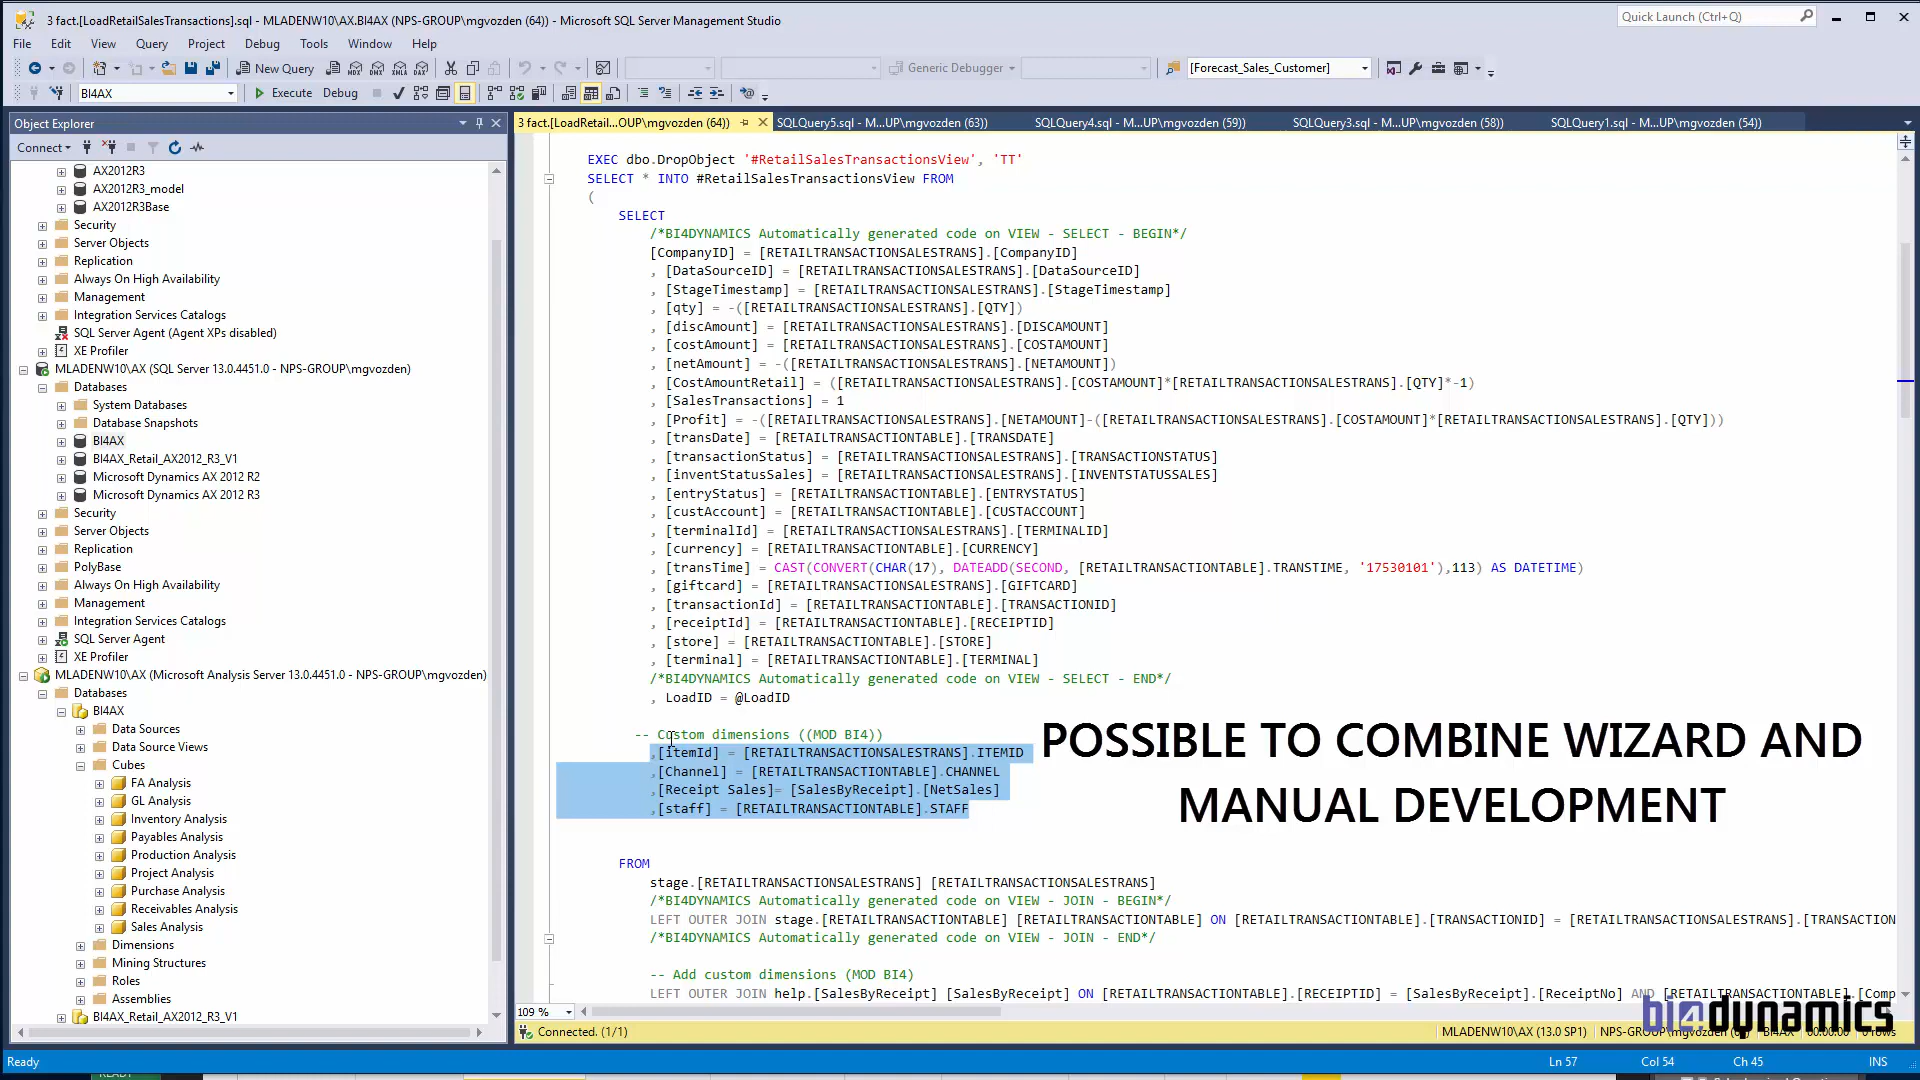 3 fact.[LoadRetailSalesTransactions].sql - MLADENW10\AX.BI4AX (NPS-GROUP\mgvozden (64)) - Microsoft SQL Server Management Studio
Quick Launch (Ctrl+Q)
File Edit View Query Project Debug Tools Window Help
New Query
Generic Debugger
[Forecast_Sales_Customer]
BI4AX
Execute Debug
Object Explorer
Connect
AX2012R3
AX2012R3_model
AX2012R3Base
Security
Server Objects
Replication
Always On High Availability
Management
Integration Services Catalogs
SQL Server Agent (Agent XPs disabled)
XE Profiler
MLADENW10\AX (SQL Server 13.0.4451.0 - NPS-GROUP\mgvozden)
Databases
System Databases
Database Snapshots
BI4AX
BI4AX_Retail_AX2012_R3_V1
Microsoft Dynamics AX 2012 R2
Microsoft Dynamics AX 2012 R3
Security
Server Objects
Replication
PolyBase
Always On High Availability
Management
Integration Services Catalogs
SQL Server Agent
XE Profiler
MLADENW10\AX (Microsoft Analysis Server 13.0.4451.0 - NPS-GROUP\mgvozden)
Databases
BI4AX
Data Sources
Data Source Views
Cubes
FA Analysis
GL Analysis
Inventory Analysis
Payables Analysis
Production Analysis
Project Analysis
Purchase Analysis
Receivables Analysis
Sales Analysis
Dimensions
Mining Structures
Roles
Assemblies
BI4AX_Retail_AX2012_R3_V1
3 fact.[LoadRetail...OUP\mgvozden (64)) SQLQuery5.sql - M...UP\mgvozden (63)) SQLQuery4.sql - M...UP\mgvozden (59)) SQLQuery3.sql - M...UP\mgvozden (58)) SQLQuery1.sql - M...UP\mgvozden (54))
EXEC dbo.DropObject '#RetailSalesTransactionsView', 'TT'
SELECT * INTO #RetailSalesTransactionsView FROM
(
SELECT
/*BI4DYNAMICS Automatically generated code on VIEW - SELECT - BEGIN*/
[CompanyID] = [RETAILTRANSACTIONSALESTRANS].[CompanyID]
, [DataSourceID] = [RETAILTRANSACTIONSALESTRANS].[DataSourceID]
, [StageTimestamp] = [RETAILTRANSACTIONSALESTRANS].[StageTimestamp]
, [qty] = -([RETAILTRANSACTIONSALESTRANS].[QTY])
, [discAmount] = [RETAILTRANSACTIONSALESTRANS].[DISCAMOUNT]
, [costAmount] = [RETAILTRANSACTIONSALESTRANS].[COSTAMOUNT]
, [netAmount] = -([RETAILTRANSACTIONSALESTRANS].[NETAMOUNT])
, [CostAmountRetail] = ([RETAILTRANSACTIONSALESTRANS].[COSTAMOUNT]*[RETAILTRANSACTIONSALESTRANS].[QTY]*-1)
, [SalesTransactions] = 1
, [Profit] = -([RETAILTRANSACTIONSALESTRANS].[NETAMOUNT]-([RETAILTRANSACTIONSALESTRANS].[COSTAMOUNT]*[RETAILTRANSACTIONSALESTRANS].[QTY]))
, [transDate] = [RETAILTRANSACTIONTABLE].[TRANSDATE]
, [transactionStatus] = [RETAILTRANSACTIONSALESTRANS].[TRANSACTIONSTATUS]
, [inventStatusSales] = [RETAILTRANSACTIONSALESTRANS].[INVENTSTATUSSALES]
, [entryStatus] = [RETAILTRANSACTIONTABLE].[ENTRYSTATUS]
, [custAccount] = [RETAILTRANSACTIONTABLE].[CUSTACCOUNT]
, [terminalId] = [RETAILTRANSACTIONSALESTRANS].[TERMINALID]
, [currency] = [RETAILTRANSACTIONTABLE].[CURRENCY]
, [transTime] = CAST(CONVERT(CHAR(17), DATEADD(SECOND, [RETAILTRANSACTIONTABLE].TRANSTIME, '17530101'),113) AS DATETIME)
, [giftcard] = [RETAILTRANSACTIONSALESTRANS].[GIFTCARD]
, [transactionId] = [RETAILTRANSACTIONTABLE].[TRANSACTIONID]
, [receiptId] = [RETAILTRANSACTIONTABLE].[RECEIPTID]
, [store] = [RETAILTRANSACTIONTABLE].[STORE]
, [terminal] = [RETAILTRANSACTIONTABLE].[TERMINAL]
/*BI4DYNAMICS Automatically generated code on VIEW - SELECT - END*/
, LoadID = @LoadID
-- Custom dimensions ((MOD BI4))
,[itemId] = [RETAILTRANSACTIONSALESTRANS].ITEMID
,[Channel] = [RETAILTRANSACTIONTABLE].CHANNEL
,[Receipt Sales]= [SalesByReceipt].[NetSales]
,[staff] = [RETAILTRANSACTIONTABLE].STAFF
POSSIBLE TO COMBINE WIZARD AND
MANUAL DEVELOPMENT
FROM
stage.[RETAILTRANSACTIONSALESTRANS] [RETAILTRANSACTIONSALESTRANS]
/*BI4DYNAMICS Automatically generated code on VIEW - JOIN - BEGIN*/
LEFT OUTER JOIN stage.[RETAILTRANSACTIONTABLE] [RETAILTRANSACTIONTABLE] ON [RETAILTRANSACTIONTABLE].[TRANSACTIONID] = [RETAILTRANSACTIONSALESTRANS].[TRANSACTION
/*BI4DYNAMICS Automatically generated code on VIEW - JOIN - END*/
-- Add custom dimensions (MOD BI4)
LEFT OUTER JOIN help.[SalesByReceipt] [SalesByReceipt] ON [RETAILTRANSACTIONTABLE].[RECEIPTID] = [SalesByReceipt].[ReceiptNo] AND [RETAILTRANSACTIONTABLE].[Comp
109 %
bi4dynamics
Connected. (1/1)
MLADENW10\AX (13.0 SP1) NPS-GROUP\mgvozden BI4AX 00:00:00 0 rows
Ready
Ln 57 Col 54 Ch 45 INS